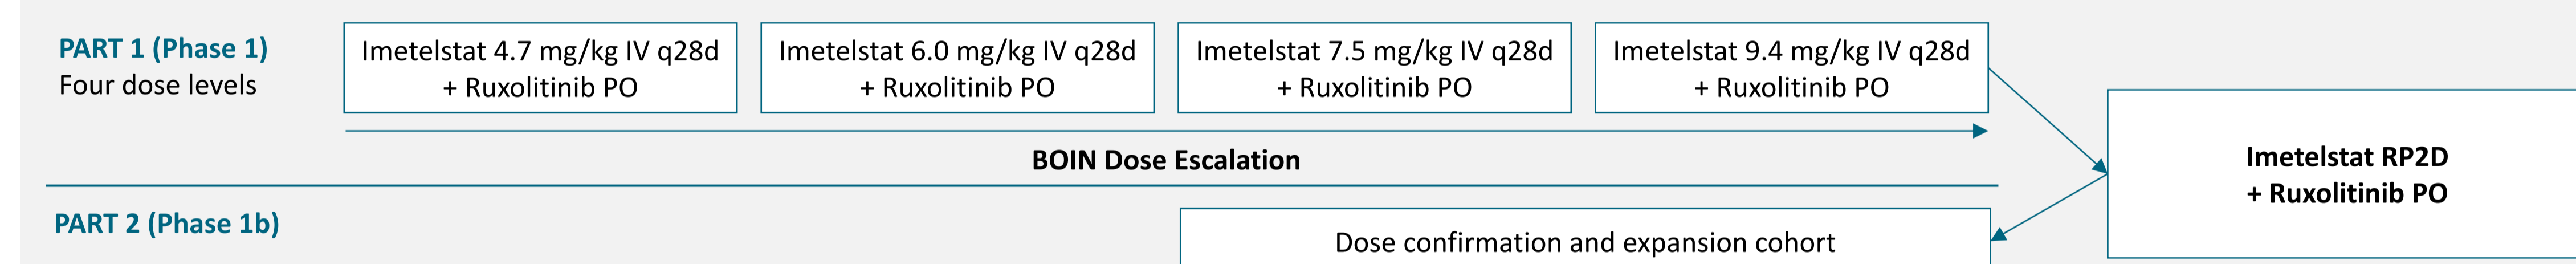 PART 1 (Phase 1)
Four dose levels
Imetelstat 4.7 mg/kg IV q28d
+ Ruxolitinib PO
Imetelstat 6.0 mg/kg IV q28d
+ Ruxolitinib PO
Imetelstat 7.5 mg/kg IV q28d
+ Ruxolitinib PO
Imetelstat 9.4 mg/kg IV q28d
+ Ruxolitinib PO
BOIN Dose Escalation
Imetelstat RP2D
+ Ruxolitinib PO
PART 2 (Phase 1b)
Dose confirmation and expansion cohort